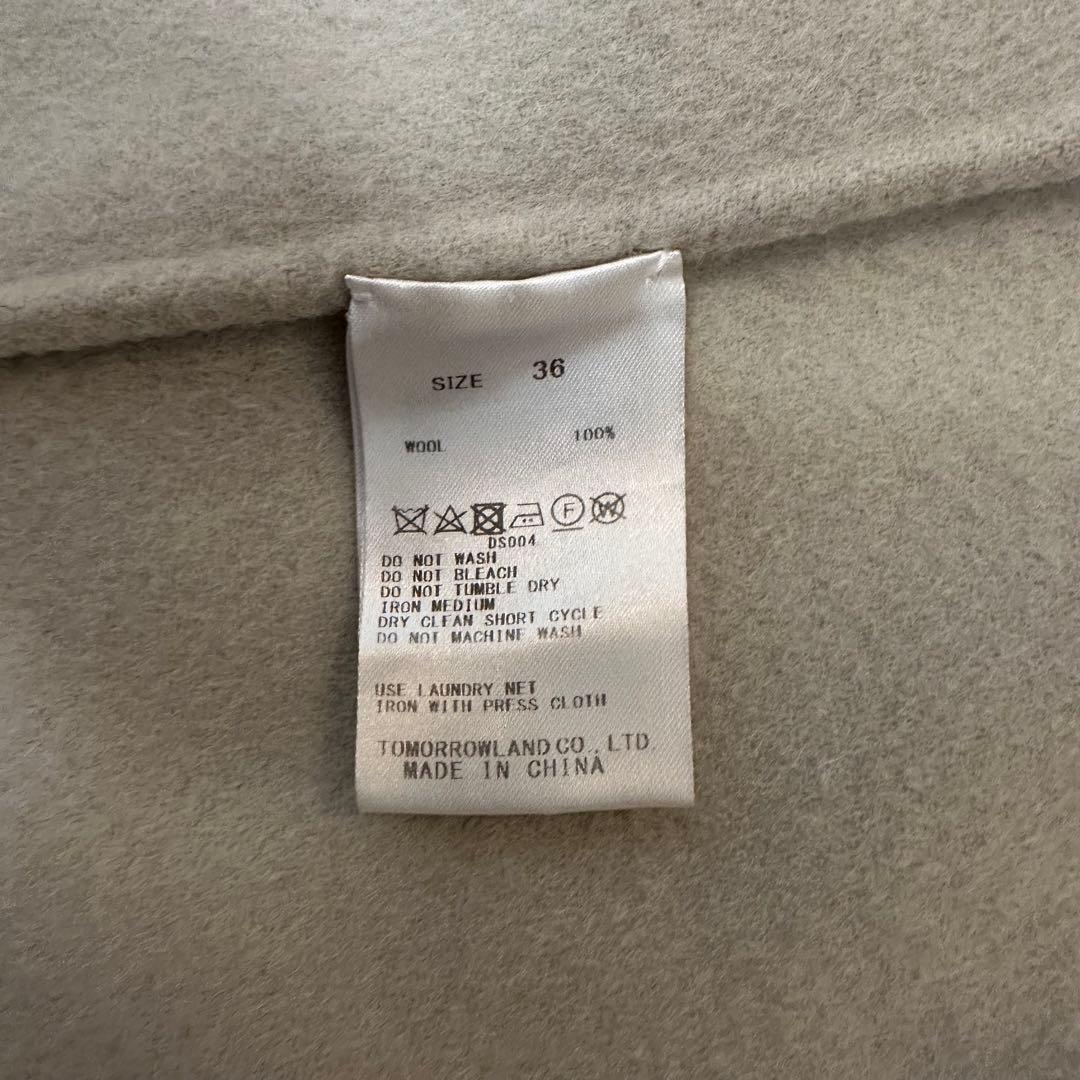 SIZE 36
WOOL 100%
F W
DS004
DO NOT WASH
DO NOT BLEACH
DO NOT TUMBLE DRY
IRON MEDIUM
DRY CLEAN SHORT CYCLE
DO NOT MACHINE WASH
USE LAUNDRY NET
IRON WITH PRESS CLOTH
TOMORROWLAND CO., LTD
MADE IN CHINA